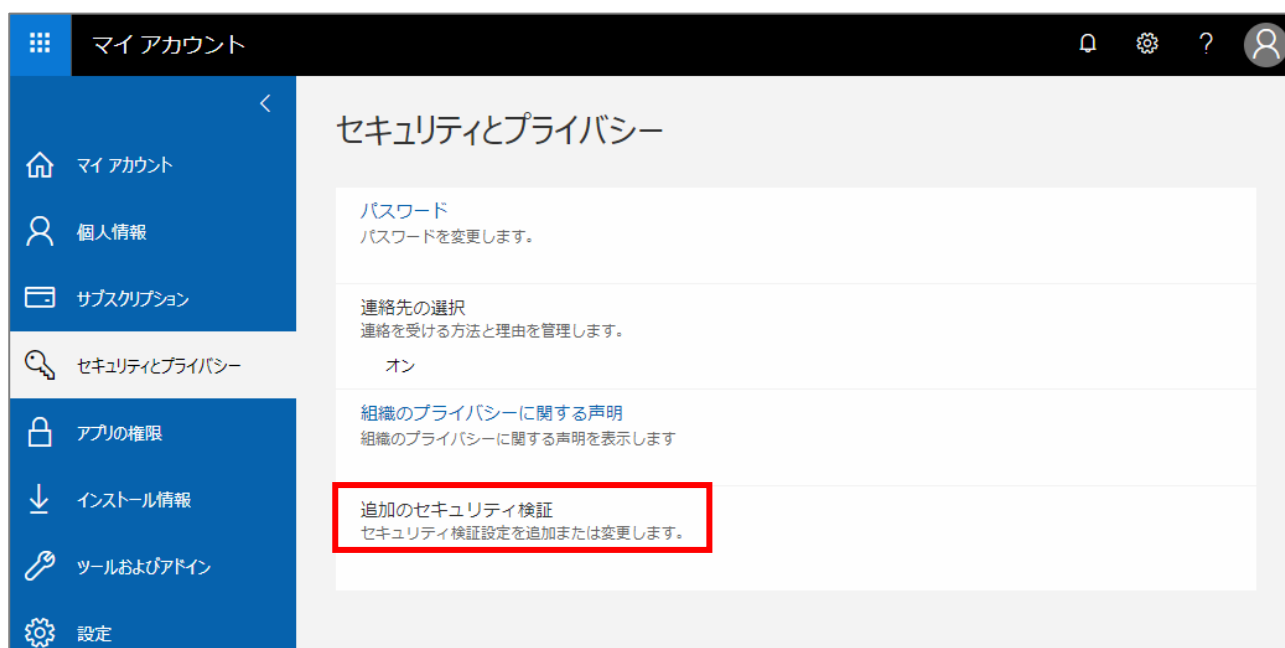 マイ アカウント
?
セキュリティとプライバシー
マイ アカウント
個人情報
サブスクリプション
セキュリティとプライバシー
アプリの権限
インストール情報
ツールおよびアドイン
設定
パスワード
パスワードを変更します。
連絡先の選択
連絡を受ける方法と理由を管理します。
オン
組織のプライバシーに関する声明
組織のプライバシーに関する声明を表示します
追加のセキュリティ検証
セキュリティ検証設定を追加または変更します。